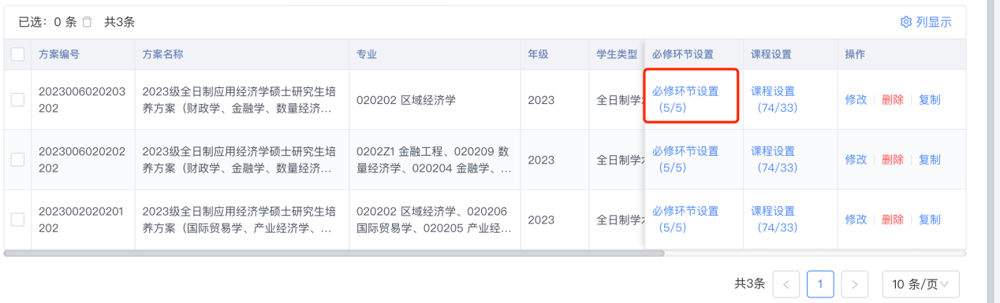 已选：0 条 共3条
列显示
方案编号 方案名称 专业 年级 学生类型 必修环节设置 课程设置 操作
2023006020203
202
2023级全日制应用经济学硕士研究生培
养方案（财政学、金融学、数量经济...
020202 区域经济学
2023
全日制学
必修环节设置
（5/5）
课程设置
（74/33）
修改 删除 复制
2023006020202
202
2023级全日制应用经济学硕士研究生培
养方案（财政学、金融学、数量经济...
0202Z1 金融工程、020209 数
量经济学、020204 金融学、...
2023
全日制学
必修环节设置
（5/5）
课程设置
（74/33）
修改 删除 复制
2023002020201
202
2023级全日制应用经济学硕士研究生培
养方案（国际贸易学、产业经济学、...
020202 区域经济学、020206
国际贸易学、020205 产业经...
2023
全日制学
必修环节设置
（5/5）
课程设置
（74/33）
修改 删除 复制
共3条 < 1 > 10 条/页